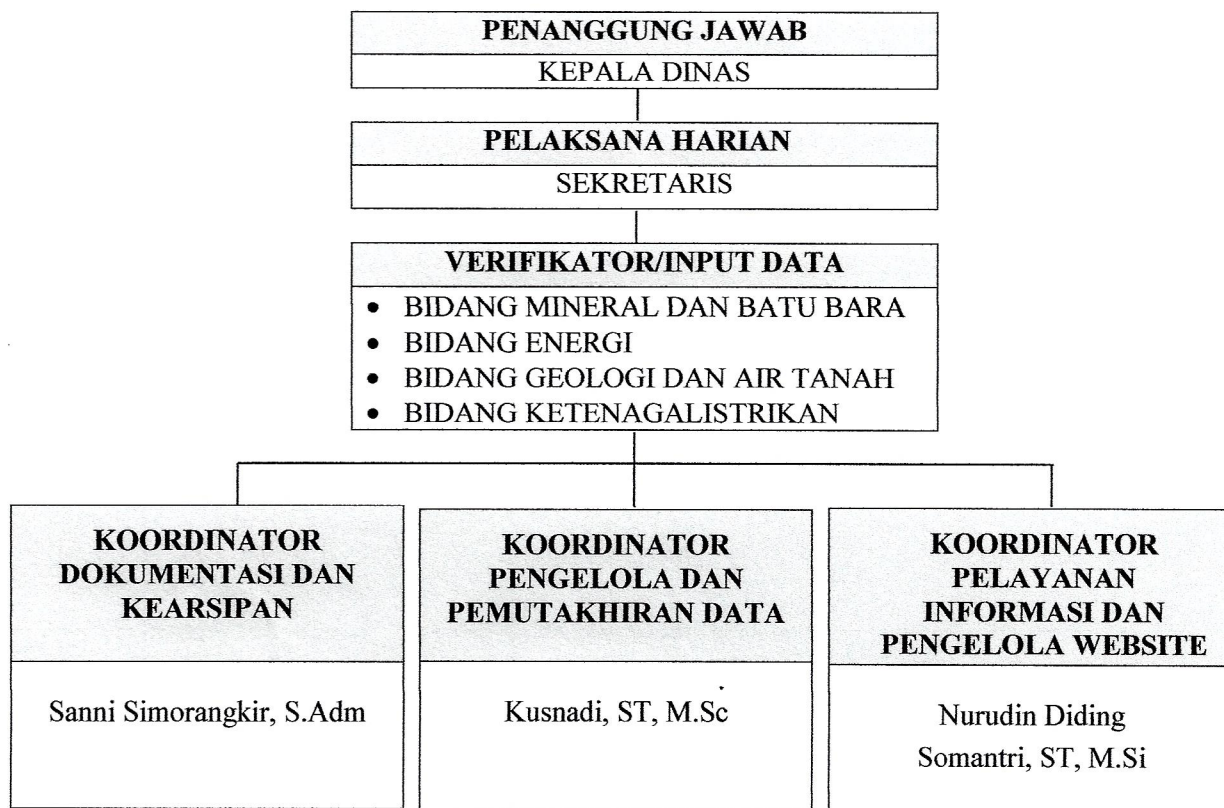 PENANGGUNG JAWAB
KEPALA DINAS
PELAKSANA HARIAN
SEKRETARIS
VERIFIKATOR/INPUT DATA
• BIDANG MINERAL DAN BATU BARA
• BIDANG ENERGI
• BIDANG GEOLOGI DAN AIR TANAH
• BIDANG KETENAGALISTRIKAN
KOORDINATOR
DOKUMENTASI DAN
KEARSIPAN
Sanni Simorangkir, S.Adm
KOORDINATOR
PENGELOLA DAN
PEMUTAKHIRAN DATA
Kusnadi, ST, M.Sc
KOORDINATOR
PELAYANAN
INFORMASI DAN
PENGELOLA WEBSITE
Nurudin Diding
Somantri, ST, M.Si